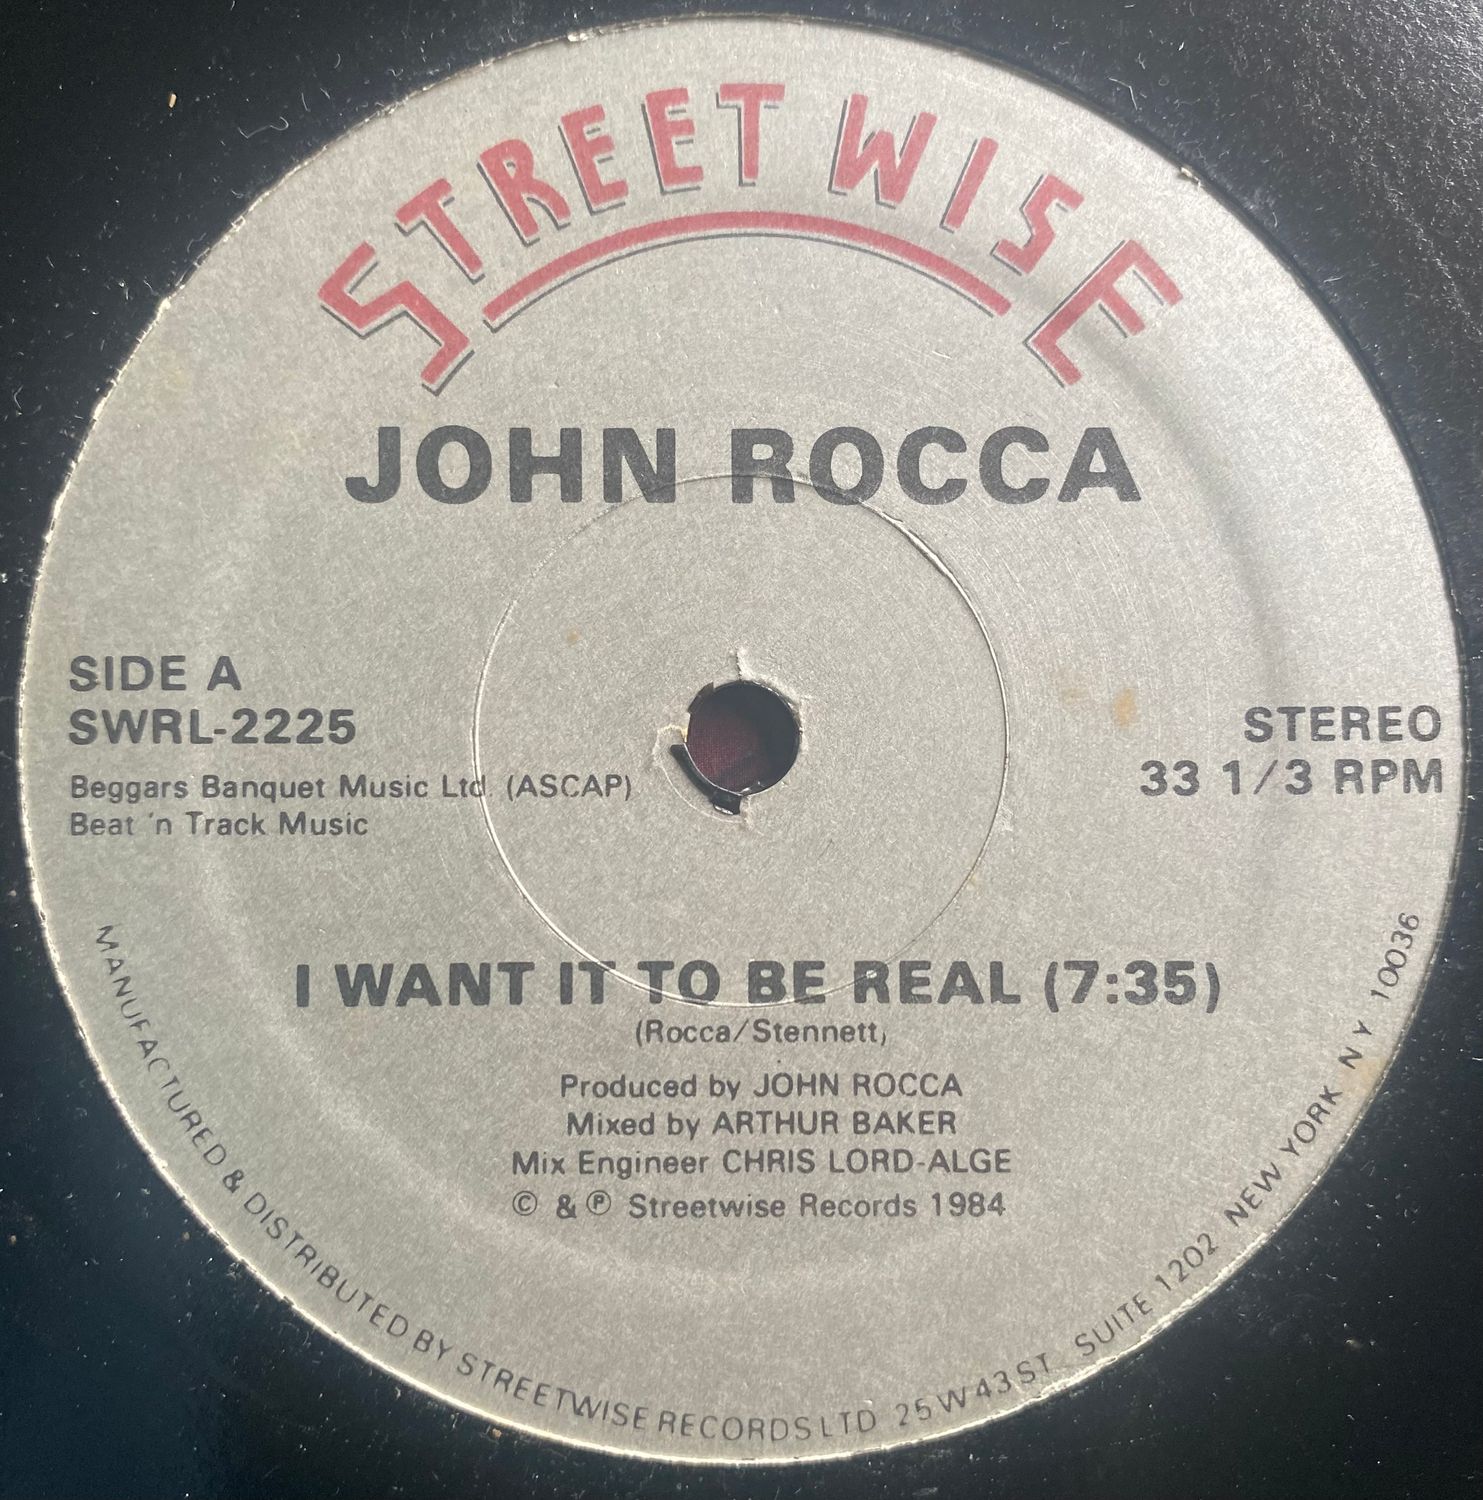 STREET WISE
JOHN ROCCA
SIDE A
SWRL-2225
Beggars Banquet Music Ltd. (ASCAP)
Beat 'n Track Music
STEREO
33 1/3 RPM
I WANT IT TO BE REAL (7:35)
(Rocca/Stennett)
Produced by JOHN ROCCA
Mixed by ARTHUR BAKER
Mix Engineer CHRIS LORD-ALGE
© & ℗ Streetwise Records 1984
MANUFACTURED & DISTRIBUTED BY STREETWISE RECORDS LTD 25 W 43 ST. SUITE 1202 NEW YORK NY 10036